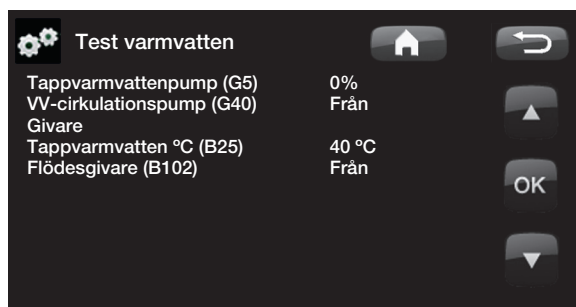 Test varmvatten
Tappvarmvattenpump (G5) 0%
VV-cirkulationspump (G40) Från
Givare
Tappvarmvatten ºC (B25) 40 ºC
Flödesgivare (B102) Från
OK